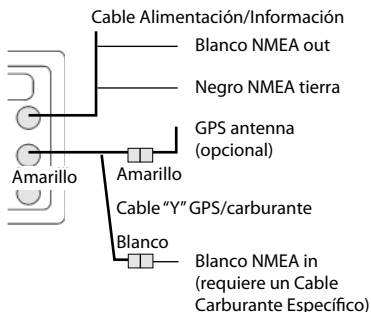 Cable Alimentación/Información
Blanco NMEA out
Negro NMEA tierra
GPS antenna
(opcional)
Amarillo
Amarillo
Cable "Y" GPS/carburante
Blanco
Blanco NMEA in
(requiere un Cable
Carburante Específico)